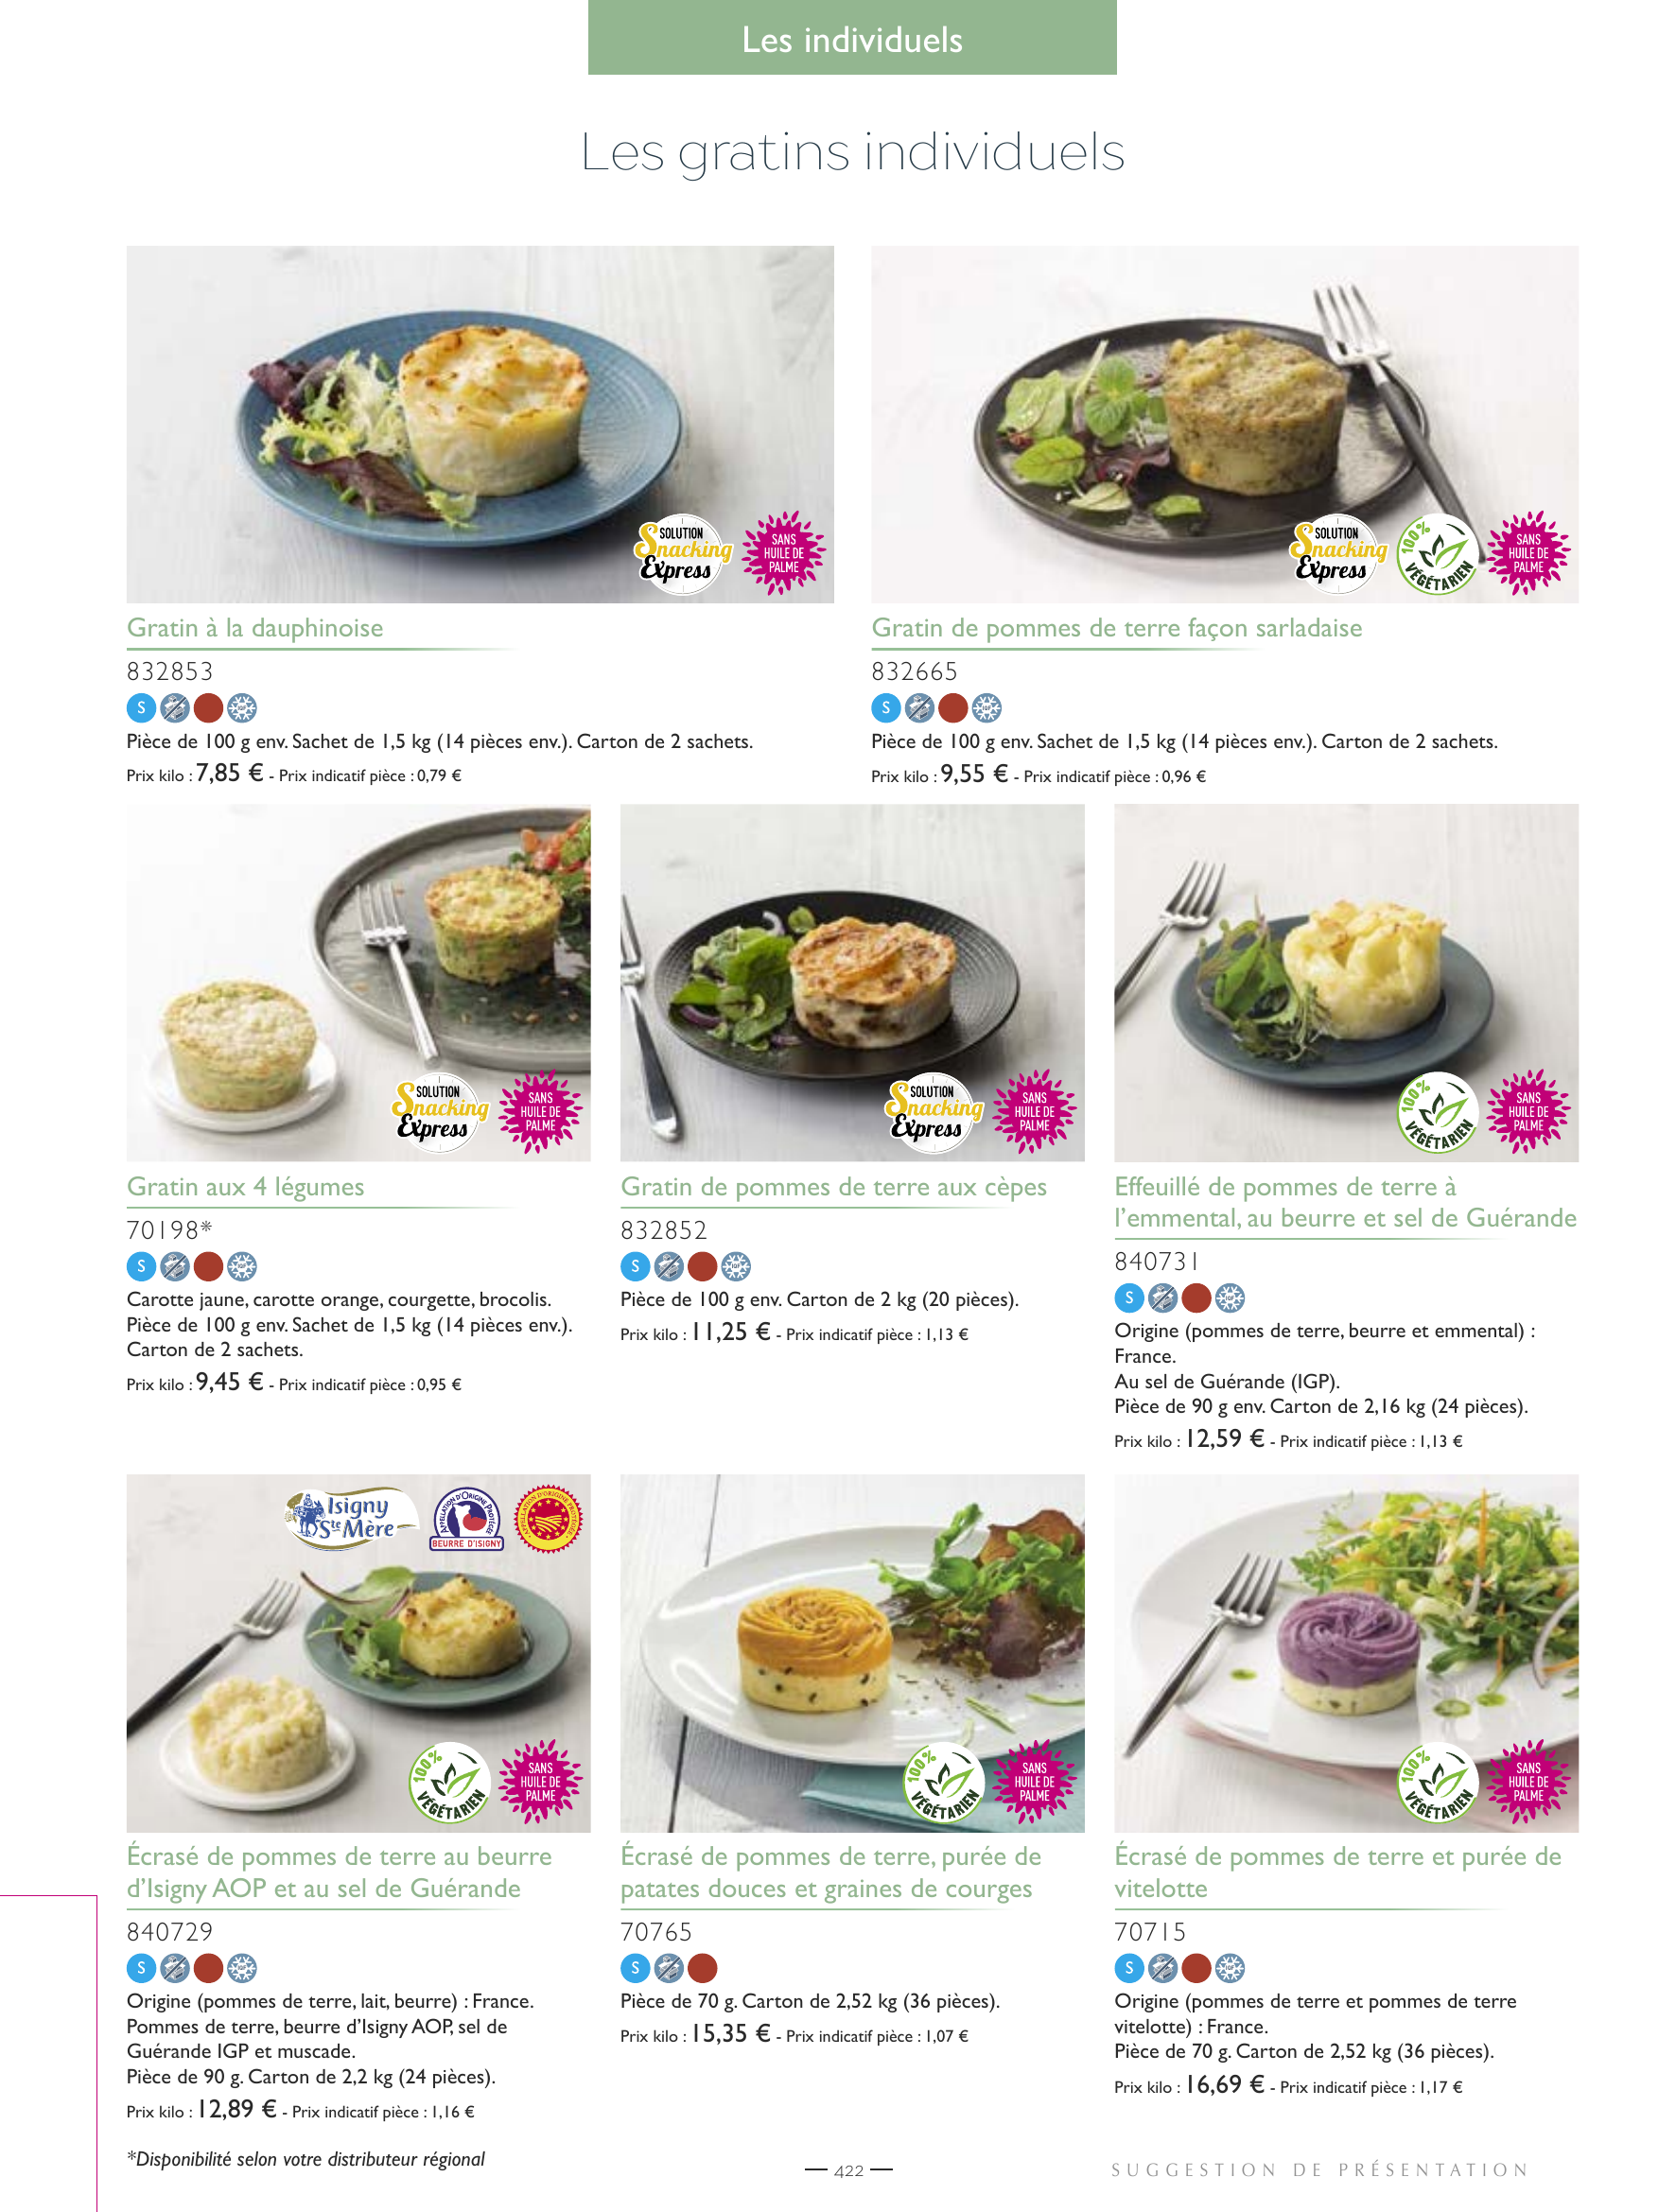 Les individuels
Les gratins individuels
SOLUTION
Snacking
Express
SANS
HUILE DE
PALME
SOLUTION
Snacking
Express
100%
VÉGÉTARIEN
SANS
HUILE DE
PALME
Gratin à la dauphinoise
832853
S
Pièce de 100 g env. Sachet de 1,5 kg (14 pièces env.). Carton de 2 sachets.
Prix kilo : 7,85 € - Prix indicatif pièce : 0,79 €
Gratin de pommes de terre façon sarladaise
832665
S
Pièce de 100 g env. Sachet de 1,5 kg (14 pièces env.). Carton de 2 sachets.
Prix kilo : 9,55 € - Prix indicatif pièce : 0,96 €
SOLUTION
Snacking
Express
SANS
HUILE DE
PALME
SOLUTION
Snacking
Express
SANS
HUILE DE
PALME
100%
VÉGÉTARIEN
SANS
HUILE DE
PALME
Gratin aux 4 légumes
70198*
S
Carotte jaune, carotte orange, courgette, brocolis.
Pièce de 100 g env. Sachet de 1,5 kg (14 pièces env.).
Carton de 2 sachets.
Prix kilo : 9,45 € - Prix indicatif pièce : 0,95 €
Gratin de pommes de terre aux cèpes
832852
S
Pièce de 100 g env. Carton de 2 kg (20 pièces).
Prix kilo : 11,25 € - Prix indicatif pièce : 1,13 €
Effeuillé de pommes de terre à
l'emmental, au beurre et sel de Guérande
840731
S
Origine (pommes de terre, beurre et emmental) :
France.
Au sel de Guérande (IGP).
Pièce de 90 g env. Carton de 2,16 kg (24 pièces).
Prix kilo : 12,59 € - Prix indicatif pièce : 1,13 €
Isigny
Ste Mère
APPELLATION D'ORIGINE PROTÉGÉE
BEURRE D'ISIGNY
APPELLATION D'ORIGINE PROTÉGÉE
100%
VÉGÉTARIEN
SANS
HUILE DE
PALME
100%
VÉGÉTARIEN
SANS
HUILE DE
PALME
100%
VÉGÉTARIEN
SANS
HUILE DE
PALME
Écrasé de pommes de terre au beurre
d'Isigny AOP et au sel de Guérande
840729
S
Origine (pommes de terre, lait, beurre) : France.
Pommes de terre, beurre d'Isigny AOP, sel de
Guérande IGP et muscade.
Pièce de 90 g. Carton de 2,2 kg (24 pièces).
Prix kilo : 12,89 € - Prix indicatif pièce : 1,16 €
Écrasé de pommes de terre, purée de
patates douces et graines de courges
70765
S
Pièce de 70 g. Carton de 2,52 kg (36 pièces).
Prix kilo : 15,35 € - Prix indicatif pièce : 1,07 €
Écrasé de pommes de terre et purée de
vitelotte
70715
S
Origine (pommes de terre et pommes de terre
vitelotte) : France.
Pièce de 70 g. Carton de 2,52 kg (36 pièces).
Prix kilo : 16,69 € - Prix indicatif pièce : 1,17 €
*Disponibilité selon votre distributeur régional
422
SUGGESTION DE PRÉSENTATION